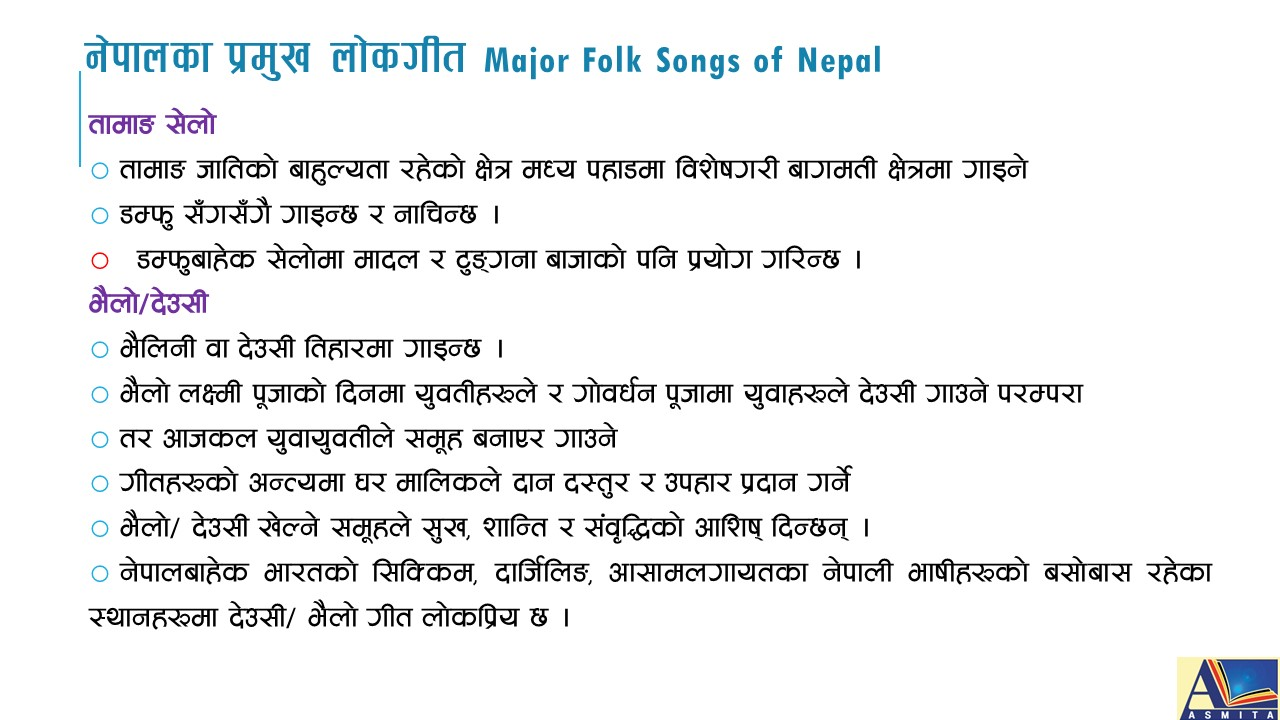 नेपालका प्रमुख लोकगीत Major Folk Songs of Nepal
तामाङ सेलो
तामाङ जातिको बाहुल्यता रहेको क्षेत्र मध्य पहाडमा विशेषगरी बागमती क्षेत्रमा गाइने
डम्फु सँगसँगै गाइन्छ र नाचिन्छ ।
डम्फुबाहेक सेलोमा मादल र टुङ्गना बाजाको पनि प्रयोग गरिन्छ ।
भैलो/देउसी
भैलिनी वा देउसी तिहारमा गाइन्छ ।
भैलो लक्ष्मी पूजाको दिनमा युवतीहरुले र गोवर्धन पूजामा युवाहरुले देउसी गाउने परम्परा
तर आजकल युवायुवतीले समूह बनाएर गाउने
गीतहरुको अन्त्यमा घर मालिकले दान दस्तुर र उपहार प्रदान गर्ने
भैलो/ देउसी खेल्ने समूहले सुख, शान्ति र संवृद्धिको आशिष् दिन्छन् ।
नेपालबाहेक भारतको सिक्किम, दार्जिलिङ, आसामलगायतका नेपाली भाषीहरुको बसोबास रहेका
स्थानहरुमा देउसी/ भैलो गीत लोकप्रिय छ ।
ASMITA